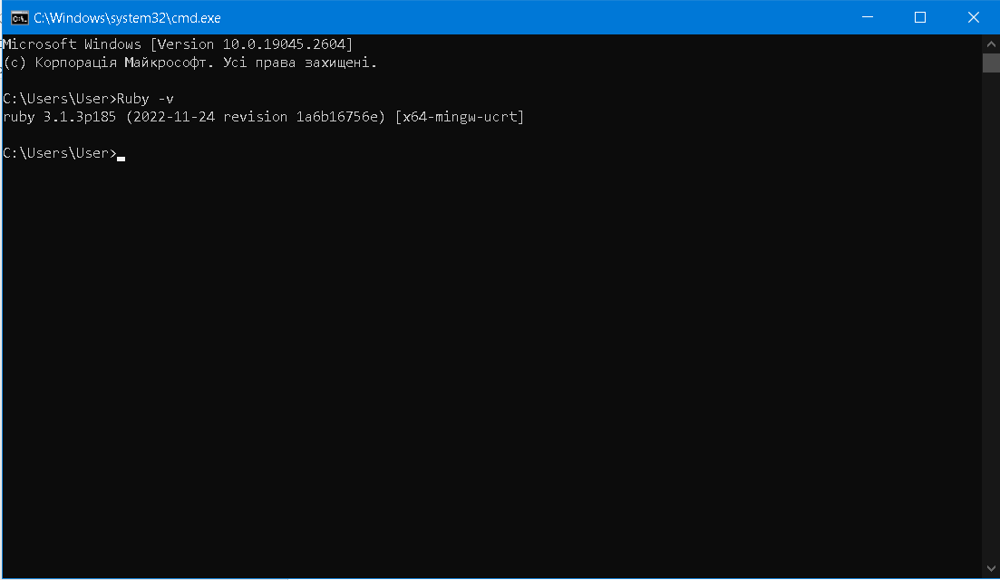 C:\Windows\system32\cmd.exe
Microsoft Windows [Version 10.0.19045.2604]
(c) Корпорація Майкрософт. Усі права захищені.
C:\Users\User>Ruby -v
ruby 3.1.3p185 (2022-11-24 revision 1a6b16756e) [x64-mingw-ucrt]
C:\Users\User>